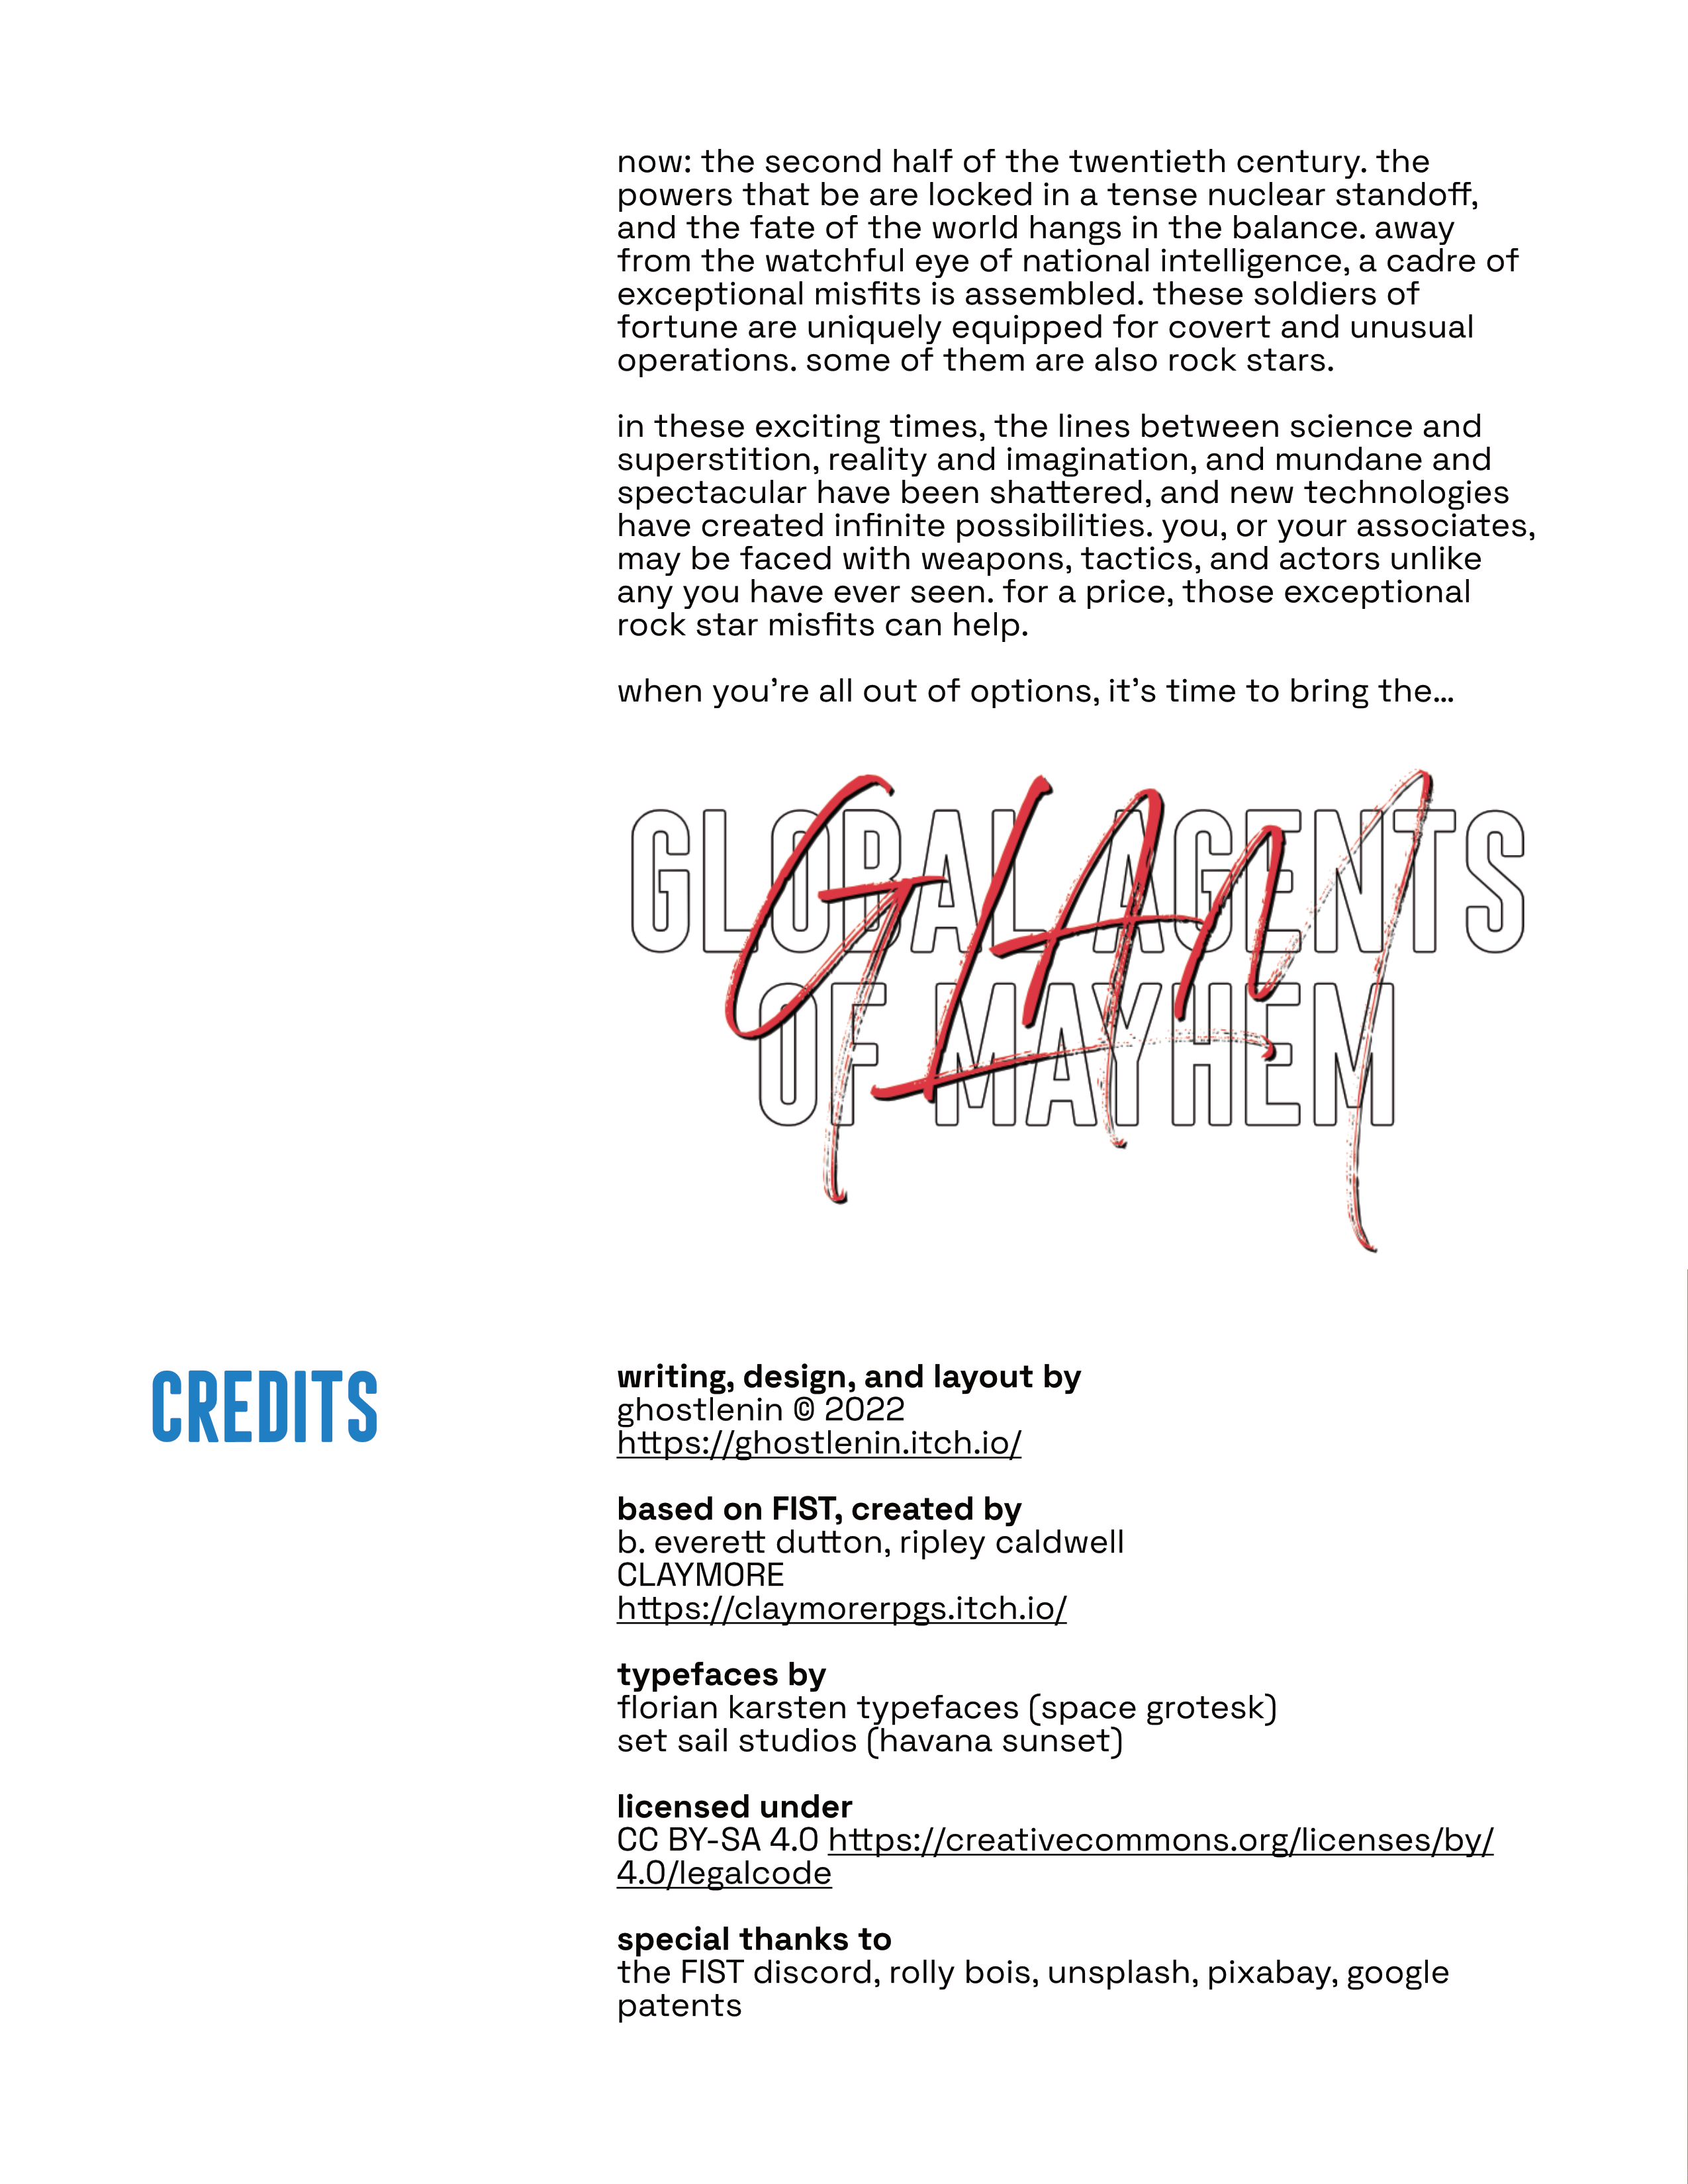 now: the second half of the twentieth century. the
powers that be are locked in a tense nuclear standoff,
and the fate of the world hangs in the balance. away
from the watchful eye of national intelligence, a cadre of
exceptional misfits is assembled. these soldiers of
fortune are uniquely equipped for covert and unusual
operations. some of them are also rock stars.
in these exciting times, the lines between science and
superstition, reality and imagination, and mundane and
spectacular have been shattered, and new technologies
have created infinite possibilities. you, or your associates,
may be faced with weapons, tactics, and actors unlike
any you have ever seen. for a price, those exceptional
rock star misfits can help.
when you’re all out of options, it’s time to bring the…
GLOBAL AGENTS
OF MAYHEM
GLAM
CREDITS
writing, design, and layout by
ghostlenin © 2022
https://ghostlenin.itch.io/
based on FIST, created by
b. everett dutton, ripley caldwell
CLAYMORE
https://claymorerpgs.itch.io/
typefaces by
florian karsten typefaces (space grotesk)
set sail studios (havana sunset)
licensed under
CC BY-SA 4.0 https://creativecommons.org/licenses/by/
4.0/legalcode
special thanks to
the FIST discord, rolly bois, unsplash, pixabay, google
patents